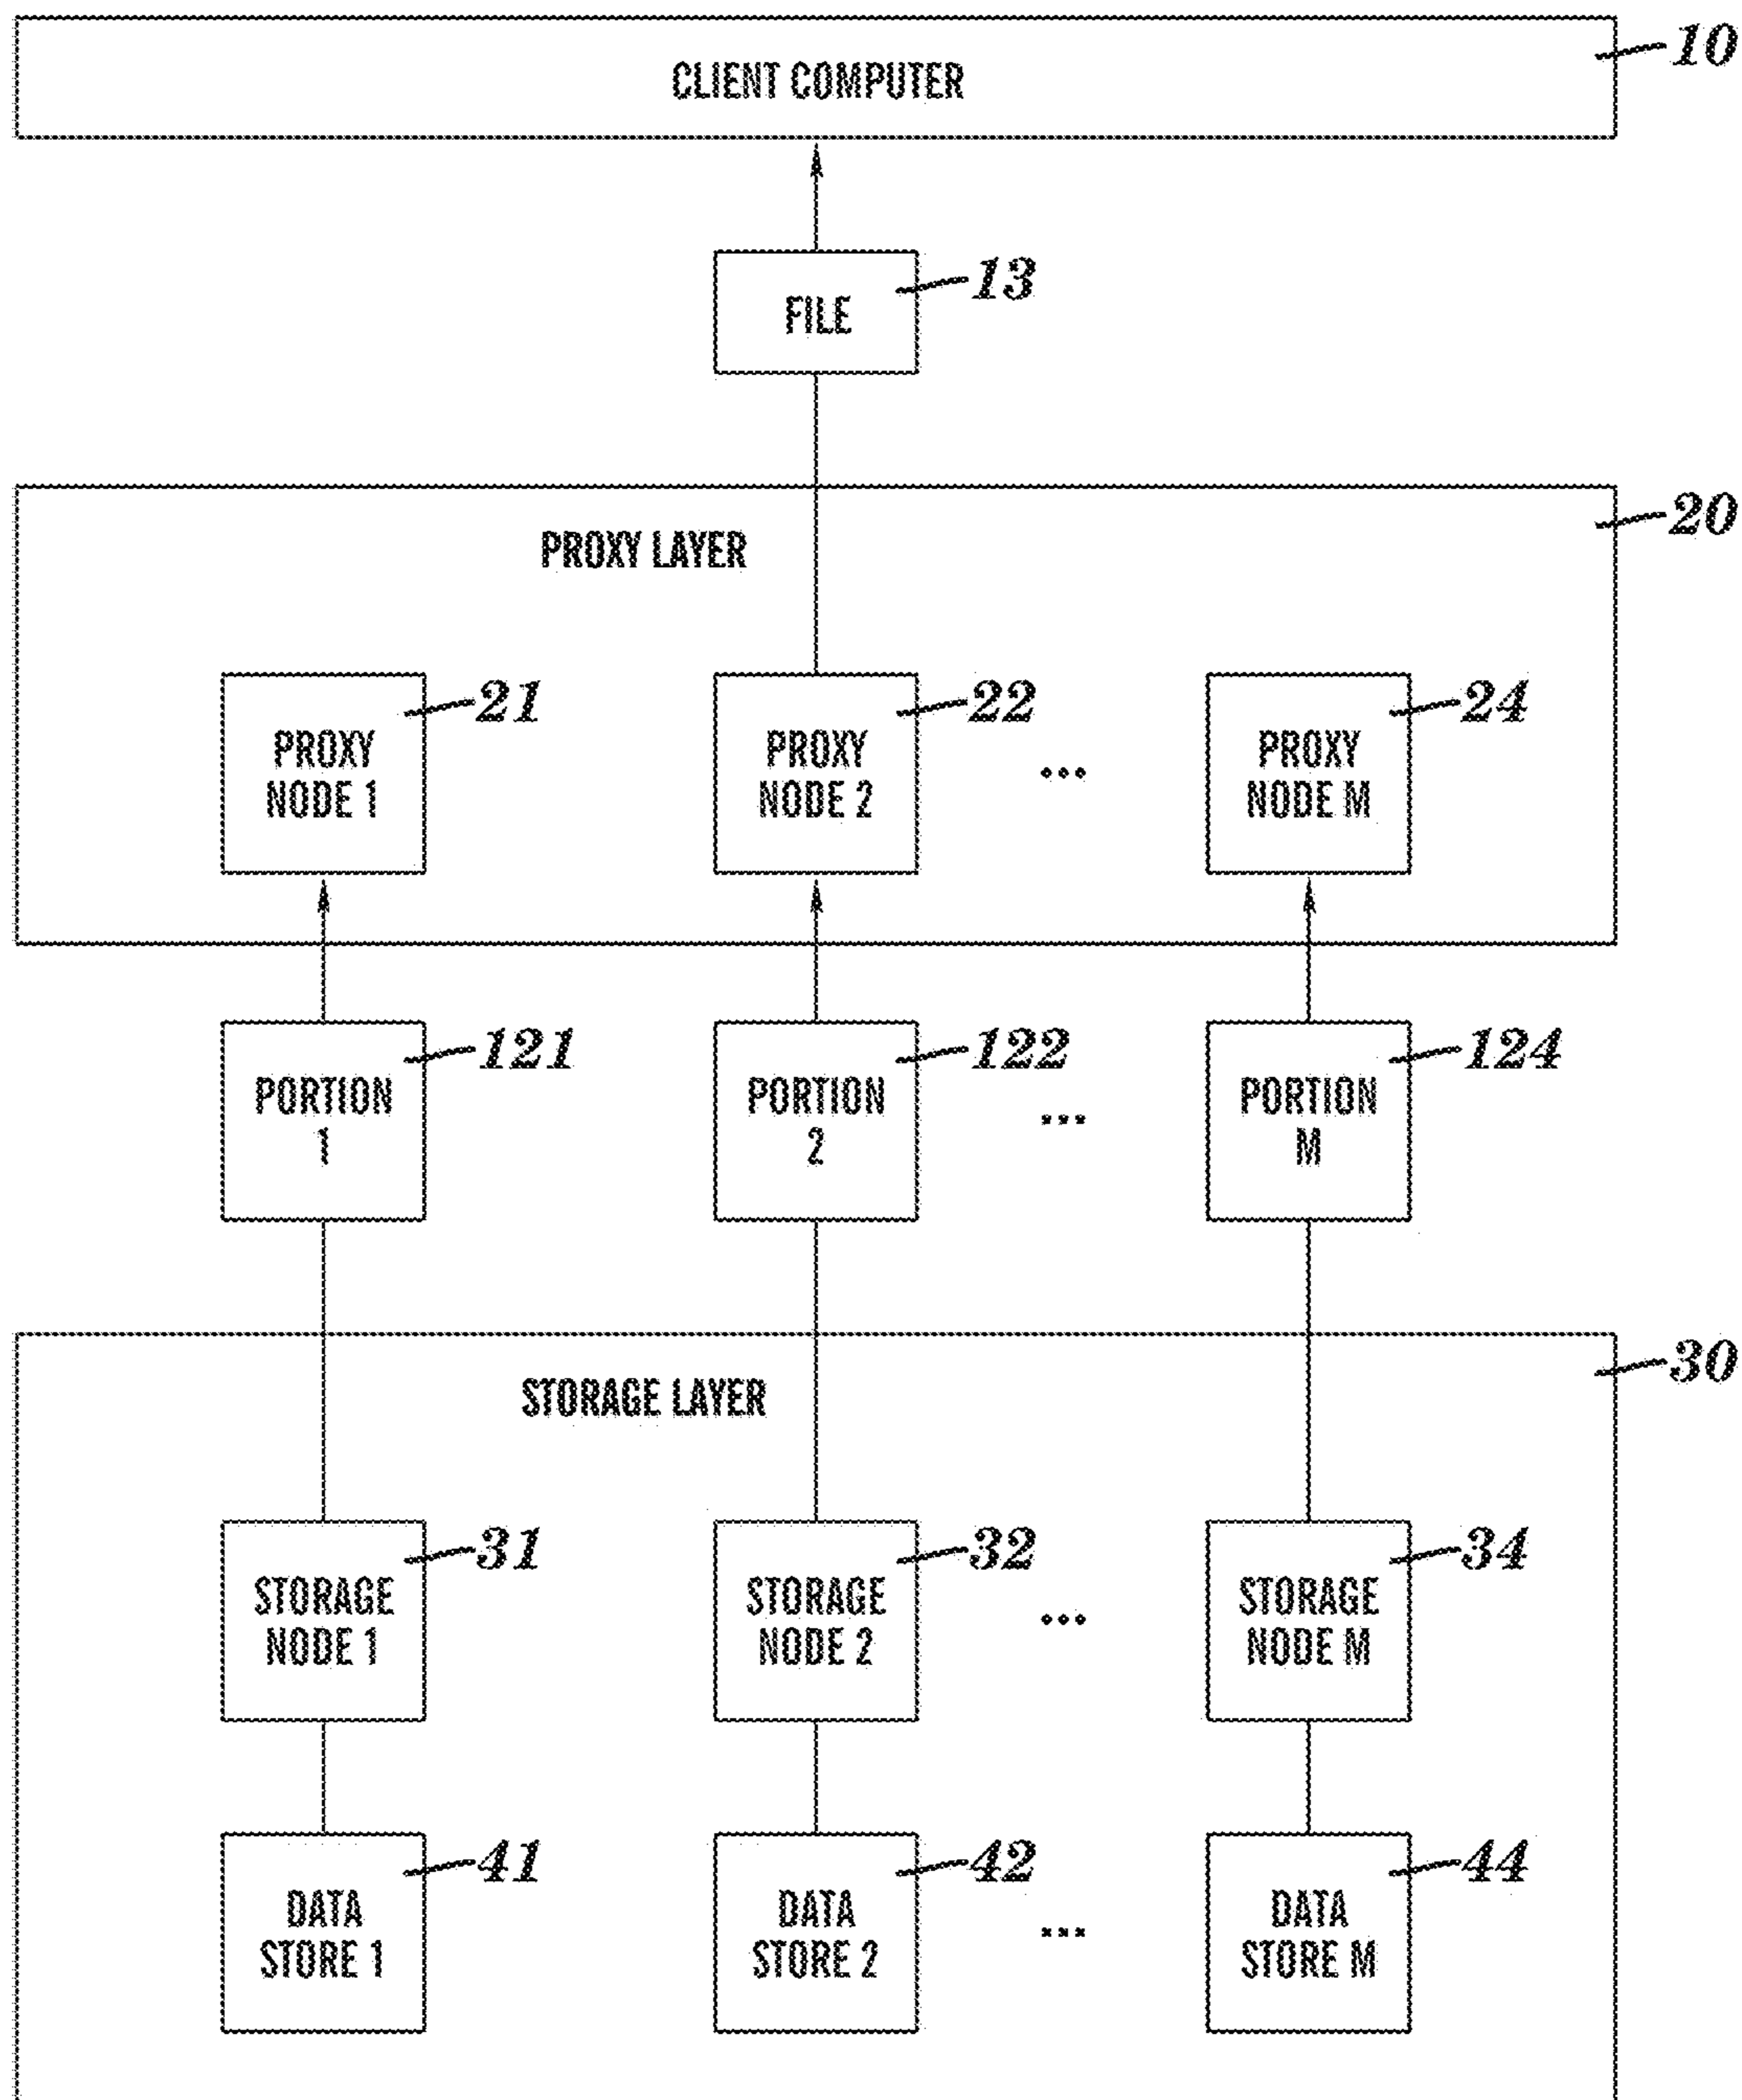 CLIENT COMPUTER
10
FILE
13
PROXY LAYER
20
PROXY
NODE 1
21
PROXY
NODE 2
22
...
PROXY
NODE M
24
PORTION
1
121
PORTION
2
122
...
PORTION
M
124
STORAGE LAYER
30
STORAGE
NODE 1
31
STORAGE
NODE 2
32
...
STORAGE
NODE M
34
DATA
STORE 1
41
DATA
STORE 2
42
...
DATA
STORE M
44